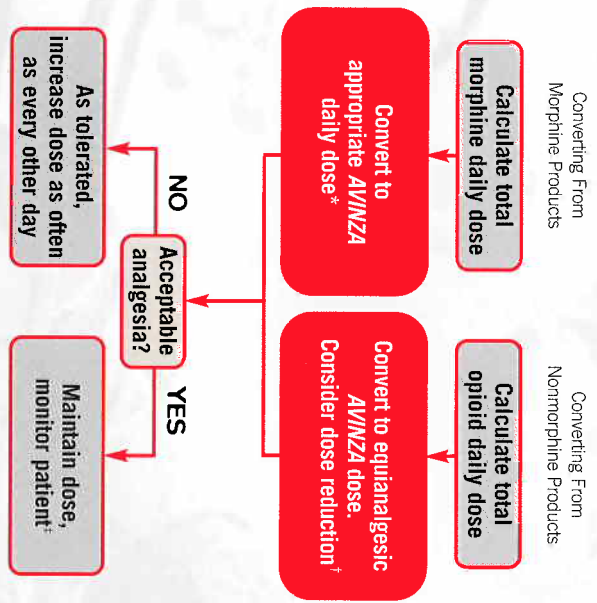 Converting From
Morphine Products
Converting From
Nonmorphine Products
Calculate total
morphine daily dose
Calculate total
opioid daily dose
Convert to
appropriate AVINZA
daily dose*
Convert to equianalgesic
AVINZA dose.
Consider dose reduction†
Acceptable
analgesia?
NO
YES
As tolerated,
increase dose as often
as every other day
Maintain dose,
monitor patient‡